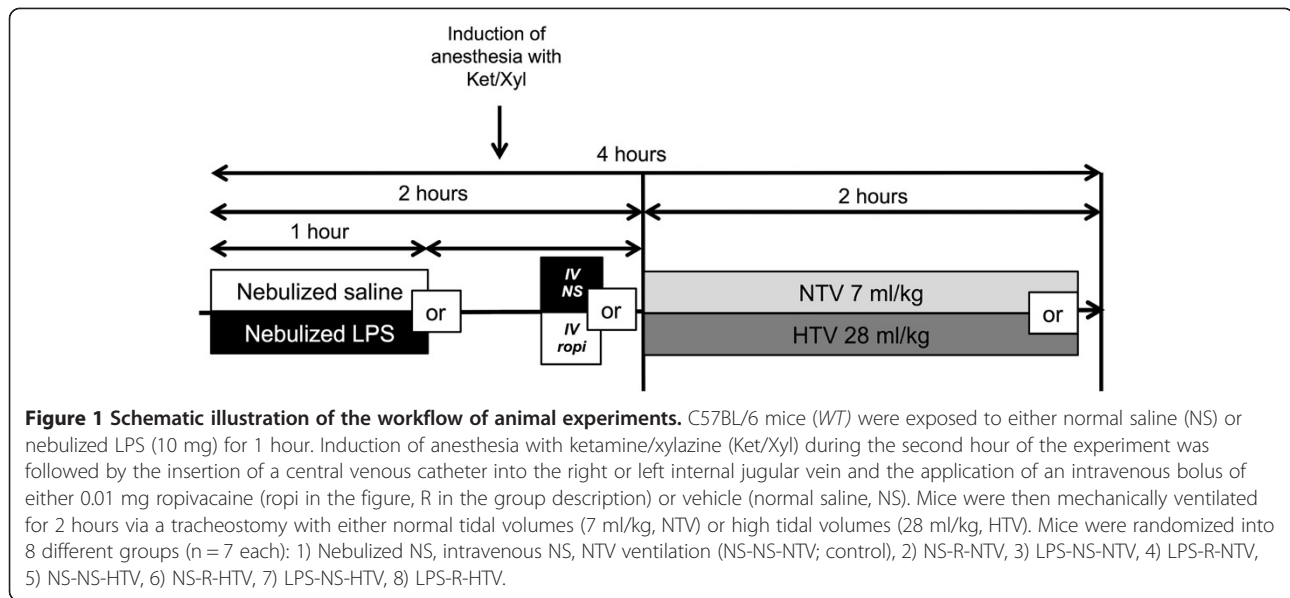 Induction of
anesthesia with
Ket/Xyl
4 hours
2 hours
2 hours
1 hour
Nebulized saline
or
Nebulized LPS
IV
NS
or
IV
ropi
NTV 7 ml/kg
or
HTV 28 ml/kg
Figure 1 Schematic illustration of the workflow of animal experiments. C57BL/6 mice (WT) were exposed to either normal saline (NS) or
nebulized LPS (10 mg) for 1 hour. Induction of anesthesia with ketamine/xylazine (Ket/Xyl) during the second hour of the experiment was
followed by the insertion of a central venous catheter into the right or left internal jugular vein and the application of an intravenous bolus of
either 0.01 mg ropivacaine (ropi in the figure, R in the group description) or vehicle (normal saline, NS). Mice were then mechanically ventilated
for 2 hours via a tracheostomy with either normal tidal volumes (7 ml/kg, NTV) or high tidal volumes (28 ml/kg, HTV). Mice were randomized into
8 different groups (n = 7 each): 1) Nebulized NS, intravenous NS, NTV ventilation (NS-NS-NTV; control), 2) NS-R-NTV, 3) LPS-NS-NTV, 4) LPS-R-NTV,
5) NS-NS-HTV, 6) NS-R-HTV, 7) LPS-NS-HTV, 8) LPS-R-HTV.